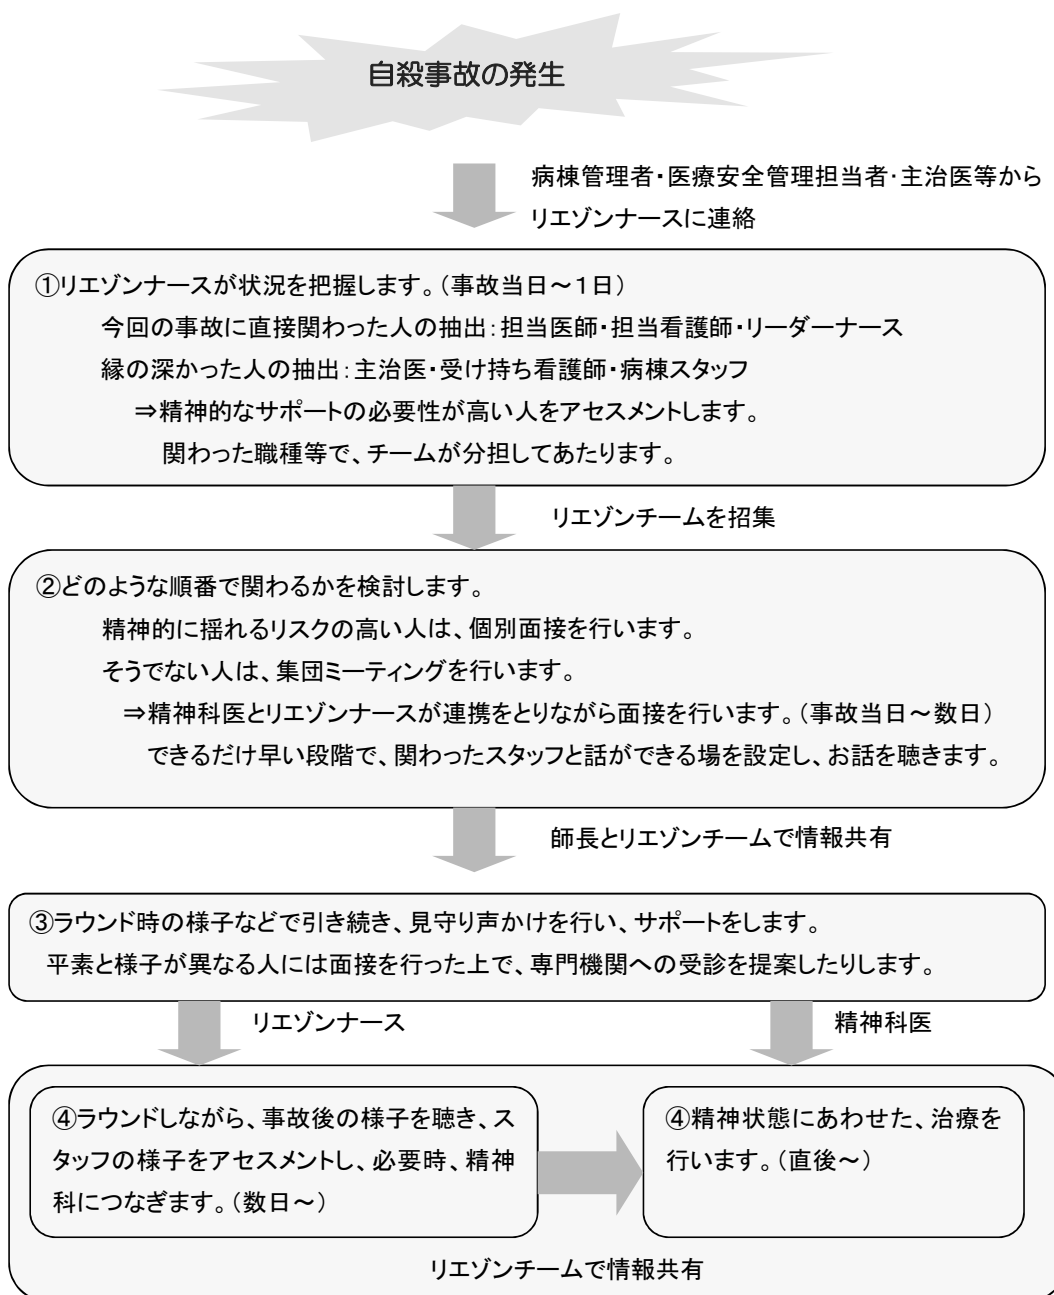 自殺事故の発生
病棟管理者・医療安全管理担当者・主治医等から
リエゾンナースに連絡
①リエゾンナースが状況を把握します。（事故当日～１日）
今回の事故に直接関わった人の抽出：担当医師・担当看護師・リーダーナース
縁の深かった人の抽出：主治医・受け持ち看護師・病棟スタッフ
⇒精神的なサポートの必要性が高い人をアセスメントします。
関わった職種等で、チームが分担してあたります。
リエゾンチームを招集
②どのような順番で関わるかを検討します。
精神的に揺れるリスクの高い人は、個別面接を行います。
そうでない人は、集団ミーティングを行います。
⇒精神科医とリエゾンナースが連携をとりながら面接を行います。（事故当日～数日）
できるだけ早い段階で、関わったスタッフと話ができる場を設定し、お話を聴きます。
師長とリエゾンチームで情報共有
③ラウンド時の様子などで引き続き、見守り声かけを行い、サポートをします。
平素と様子が異なる人には面接を行った上で、専門機関への受診を提案したりします。
リエゾンナース
精神科医
④ラウンドしながら、事故後の様子を聴き、ス
タッフの様子をアセスメントし、必要時、精神
科につなぎます。（数日～）
④精神状態にあわせた、治療を
行います。（直後～）
リエゾンチームで情報共有